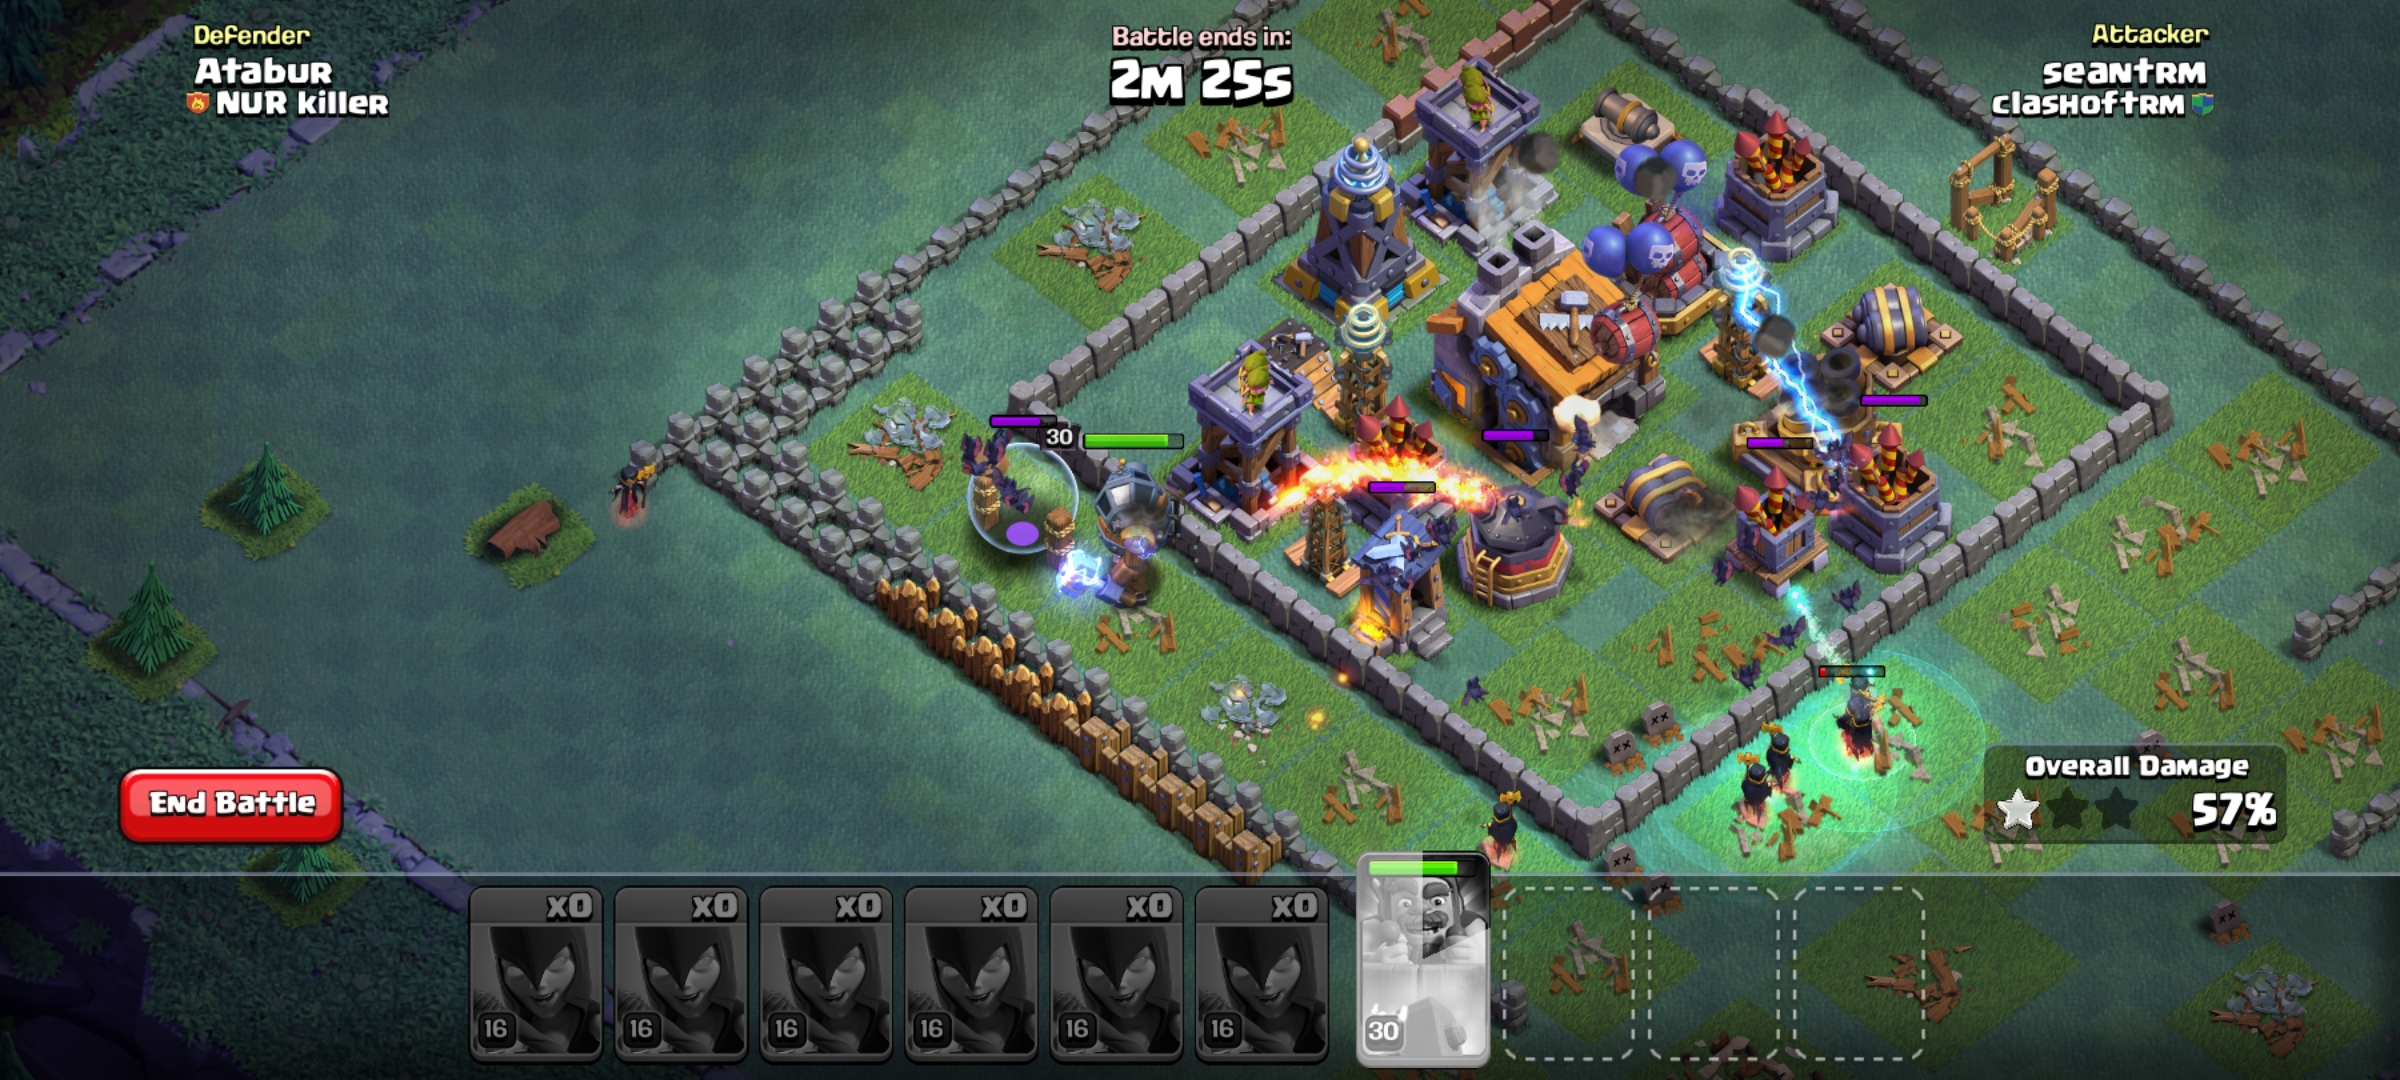 Defender
Atabur
NUR killer
Battle ends in:
2M 25s
Attacker
seantRM
clashoftRM
30
End Battle
Overall Damage
57%
x0 x0 x0 x0 x0 x0
16 16 16 16 16 16 30